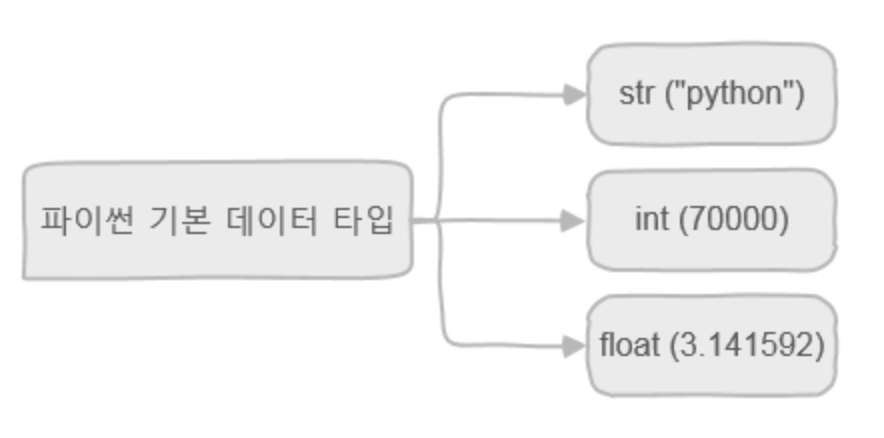 파이썬 기본 데이터 타입
str ("python")
int (70000)
float (3.141592)